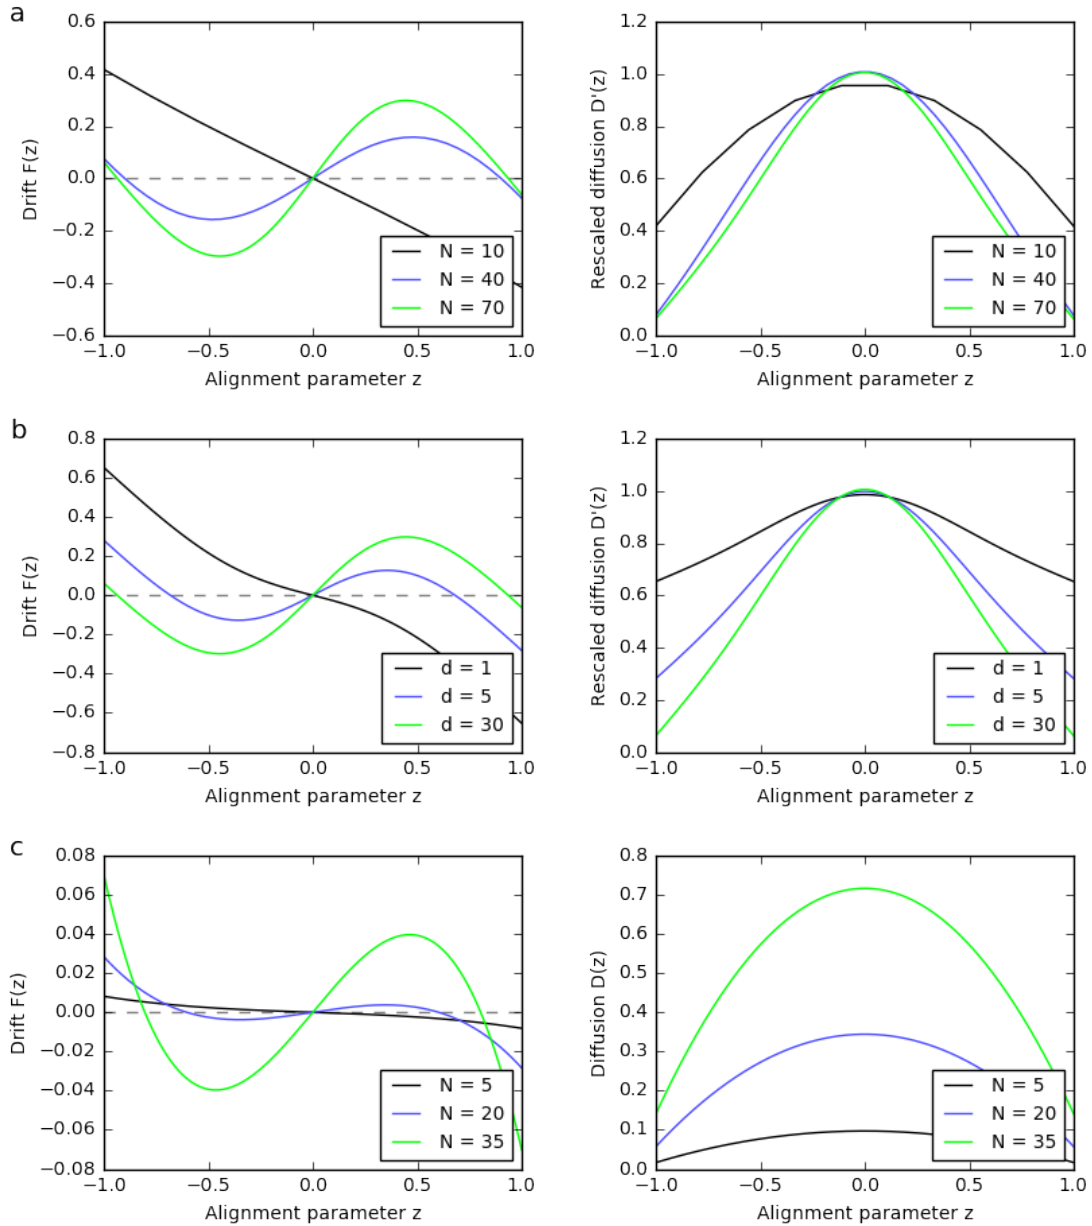 a
0.6
0.4
0.2
0.0
−0.2
−0.4
−0.6
Drift F(z)
−1.0 −0.5 0.0 0.5 1.0
Alignment parameter z
N = 10
N = 40
N = 70
1.2
1.0
0.8
0.6
0.4
0.2
0.0
Rescaled diffusion D'(z)
−1.0 −0.5 0.0 0.5 1.0
Alignment parameter z
N = 10
N = 40
N = 70
b
0.8
0.6
0.4
0.2
0.0
−0.2
−0.4
−0.6
−0.8
Drift F(z)
−1.0 −0.5 0.0 0.5 1.0
Alignment parameter z
d = 1
d = 5
d = 30
1.2
1.0
0.8
0.6
0.4
0.2
0.0
Rescaled diffusion D'(z)
−1.0 −0.5 0.0 0.5 1.0
Alignment parameter z
d = 1
d = 5
d = 30
c
0.08
0.06
0.04
0.02
0.00
−0.02
−0.04
−0.06
−0.08
Drift F(z)
−1.0 −0.5 0.0 0.5 1.0
Alignment parameter z
N = 5
N = 20
N = 35
0.8
0.7
0.6
0.5
0.4
0.3
0.2
0.1
0.0
Diffusion D(z)
−1.0 −0.5 0.0 0.5 1.0
Alignment parameter z
N = 5
N = 20
N = 35